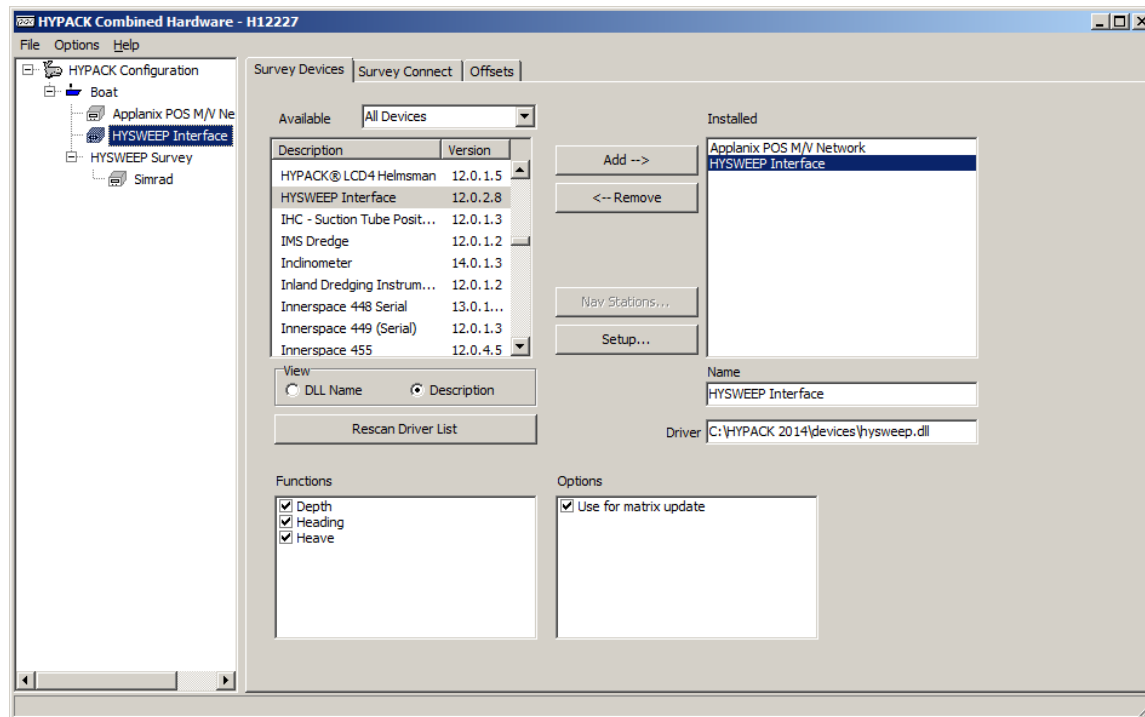 HYPACK Combined Hardware - H12227
File Options Help
HYPACK Configuration
Boat
Applanix POS M/V Ne
HYSWEEP Interface
HYSWEEP Survey
Simrad
Survey Devices Survey Connect Offsets
Available All Devices
Description Version
HYPACK® LCD4 Helmsman 12.0.1.5
HYSWEEP Interface 12.0.2.8
IHC - Suction Tube Posit... 12.0.1.3
IMS Dredge 12.0.1.2
Inclinometer 14.0.1.3
Inland Dredging Instrum... 12.0.1.2
Innerspace 448 Serial 13.0.1...
Innerspace 449 (Serial) 12.0.1.3
Innerspace 455 12.0.4.5
View
DLL Name Description
Rescan Driver List
Add -->
<-- Remove
Nav Stations...
Setup...
Installed
Applanix POS M/V Network
HYSWEEP Interface
Name
HYSWEEP Interface
Driver C:\HYPACK 2014\devices\hysweep.dll
Functions
Depth
Heading
Heave
Options
Use for matrix update